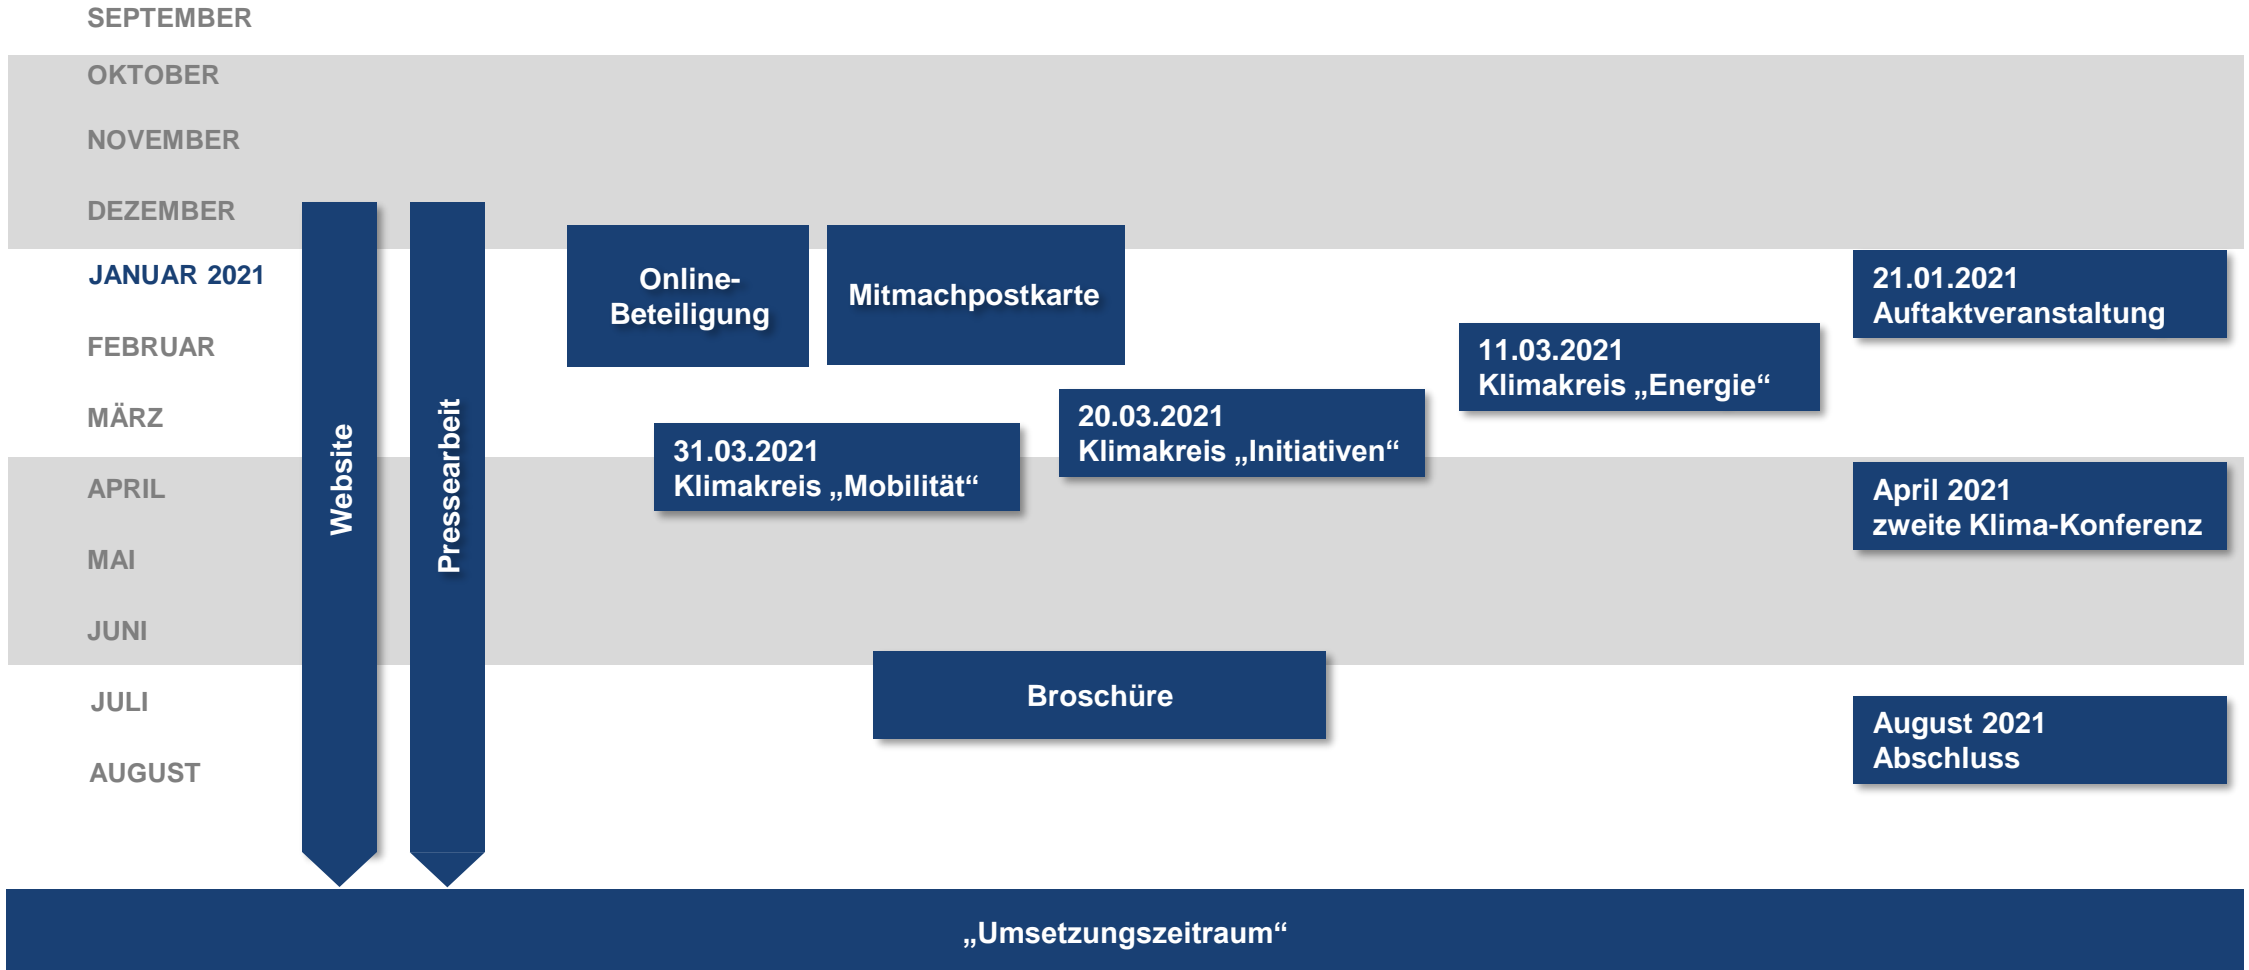 SEPTEMBER
OKTOBER
NOVEMBER
DEZEMBER
JANUAR 2021
FEBRUAR
MÄRZ
APRIL
MAI
JUNI
JULI
AUGUST
Website
Pressearbeit
Online-
Beteiligung
Mitmachpostkarte
21.01.2021
Auftaktveranstaltung
11.03.2021
Klimakreis „Energie“
20.03.2021
Klimakreis „Initiativen“
31.03.2021
Klimakreis „Mobilität“
April 2021
zweite Klima-Konferenz
Broschüre
August 2021
Abschluss
„Umsetzungszeitraum“